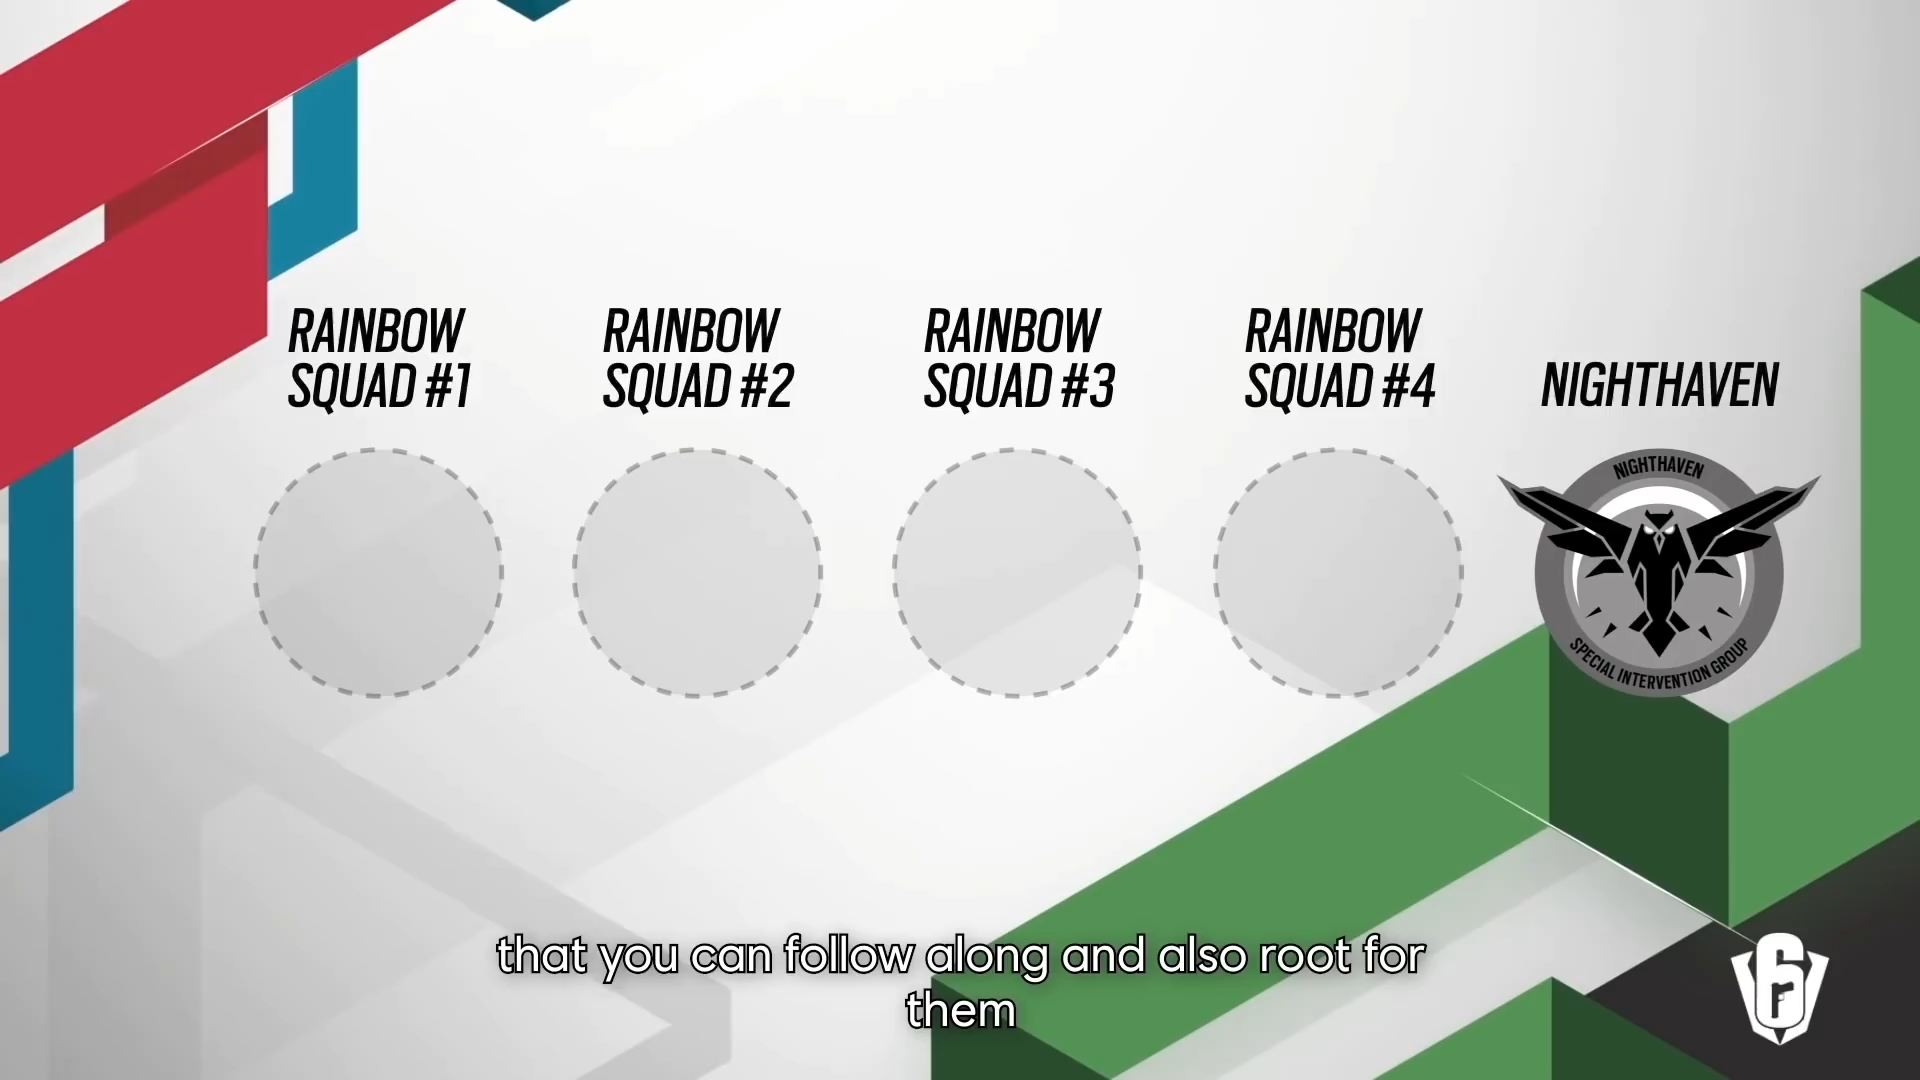 RAINBOW
SQUAD #1
RAINBOW
SQUAD #2
RAINBOW
SQUAD #3
RAINBOW
SQUAD #4
NIGHTHAVEN
NIGHTHAVEN
SPECIAL INTERVENTION GROUP
that you can follow along and also root for
them
6